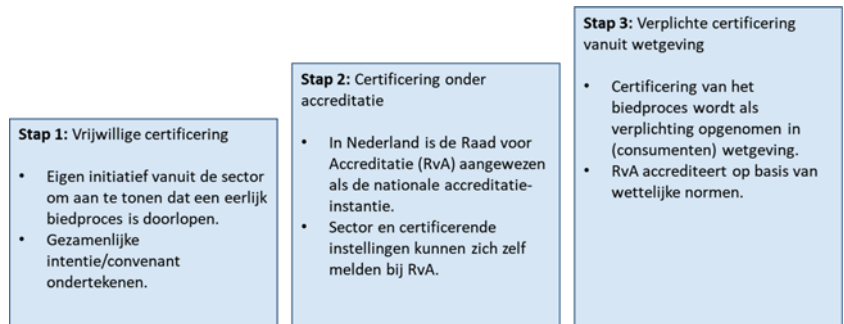 Stap 1: Vrijwillige certificering
• Eigen initiatief vanuit de sector
om aan te tonen dat een eerlijk
biedproces is doorlopen.
• Gezamenlijke
intentie/convenant
ondertekenen.
Stap 2: Certificering onder
accreditatie
• In Nederland is de Raad voor
Accreditatie (RvA) aangewezen
als de nationale accreditatie-
instantie.
• Sector en certificerende
instellingen kunnen zich zelf
melden bij RvA.
Stap 3: Verplichte certificering
vanuit wetgeving
• Certificering van het
biedproces wordt als
verplichting opgenomen in
(consumenten) wetgeving.
• RvA accrediteert op basis van
wettelijke normen.